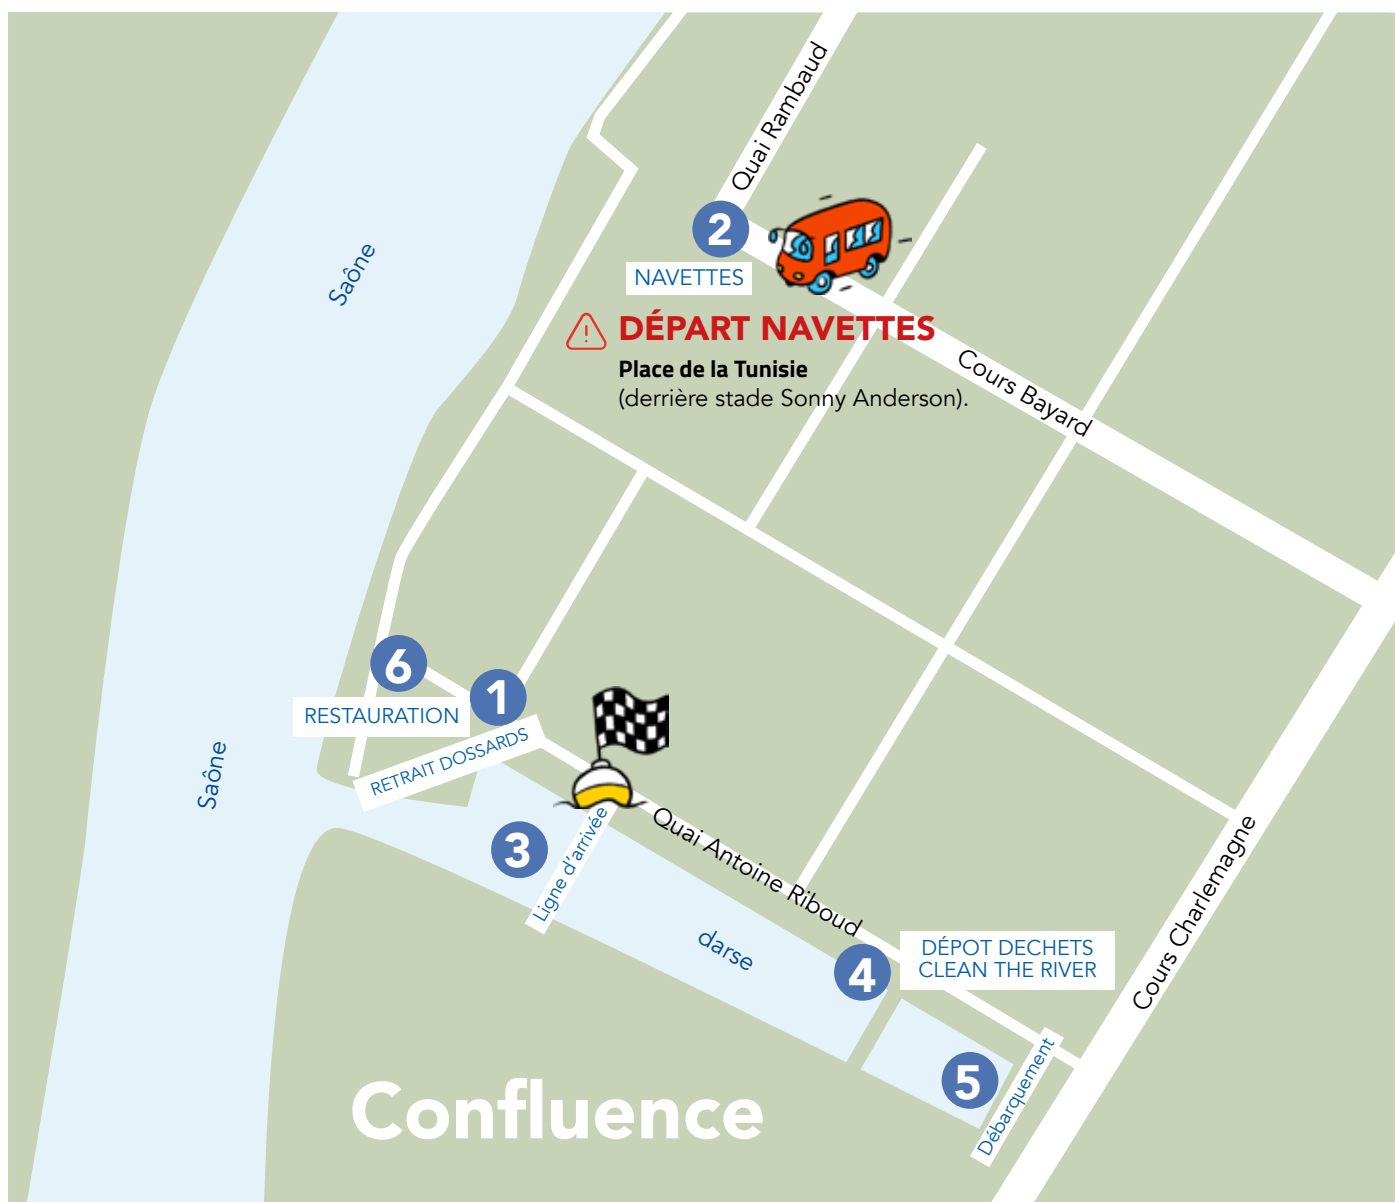 Quai Rambaud
2
NAVETTES
Saône
DÉPART NAVETTES
Place de la Tunisie
(derrière stade Sonny Anderson).
Cours Bayard
6
RESTAURATION
1
RETRAIT DOSSARDS
Saône
3
Ligne d'arrivée
Quai Antoine Riboud
darse
4
DÉPOT DECHETS
CLEAN THE RIVER
Cours Charlemagne
5
Débarquement
Confluence